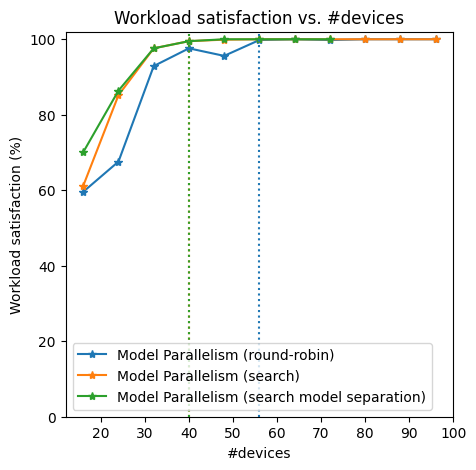 Workload satisfaction vs. #devices
100
80
60
40
20
0
Workload satisfaction (%)
Model Parallelism (round-robin)
Model Parallelism (search)
Model Parallelism (search model separation)
20 30 40 50 60 70 80 90 100
#devices